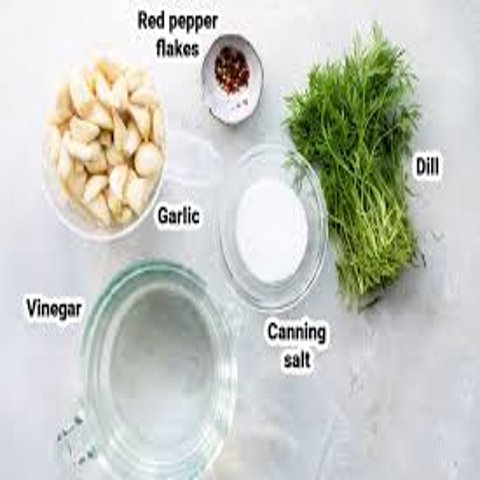 Red pepper
flakes
Dill
Garlic
Vinegar
Canning
salt